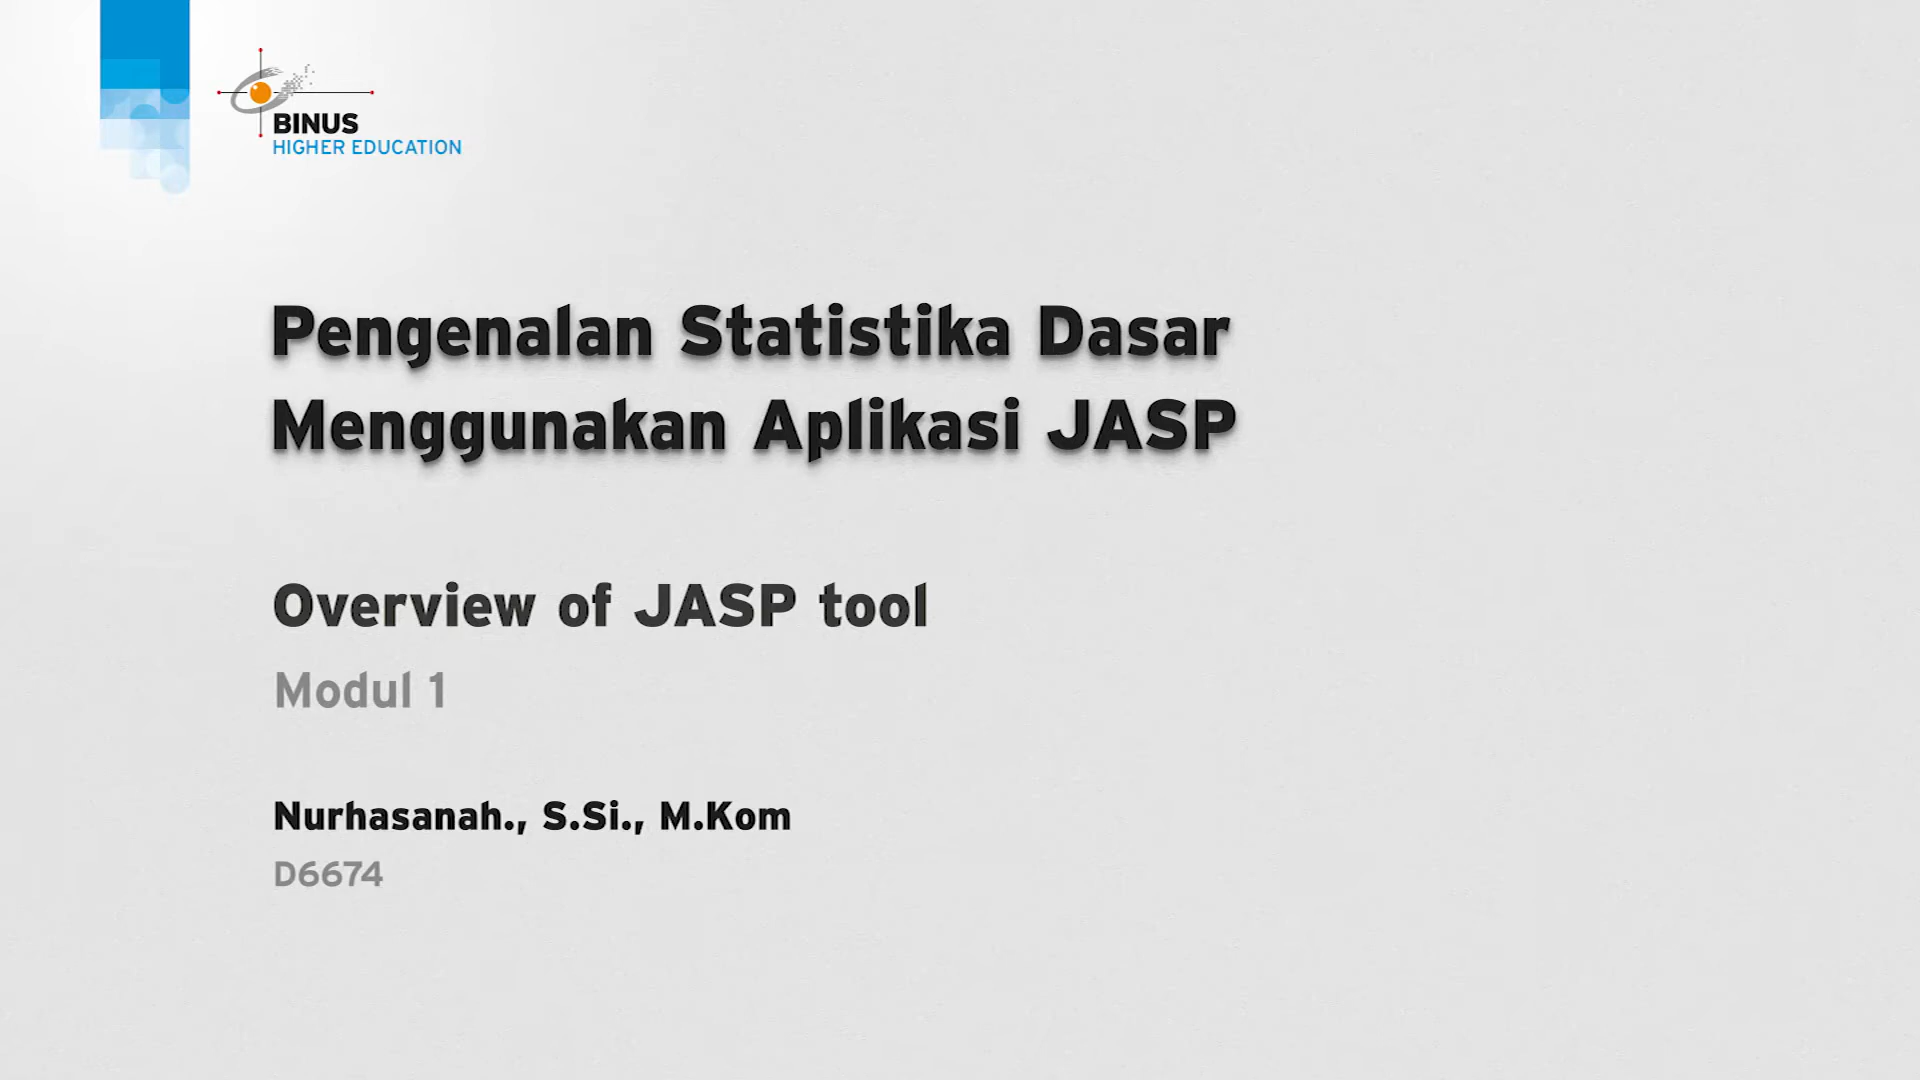 BINUS
HIGHER EDUCATION
Pengenalan Statistika Dasar
Menggunakan Aplikasi JASP
Overview of JASP tool
Modul 1
Nurhasanah., S.Si., M.Kom
D6674